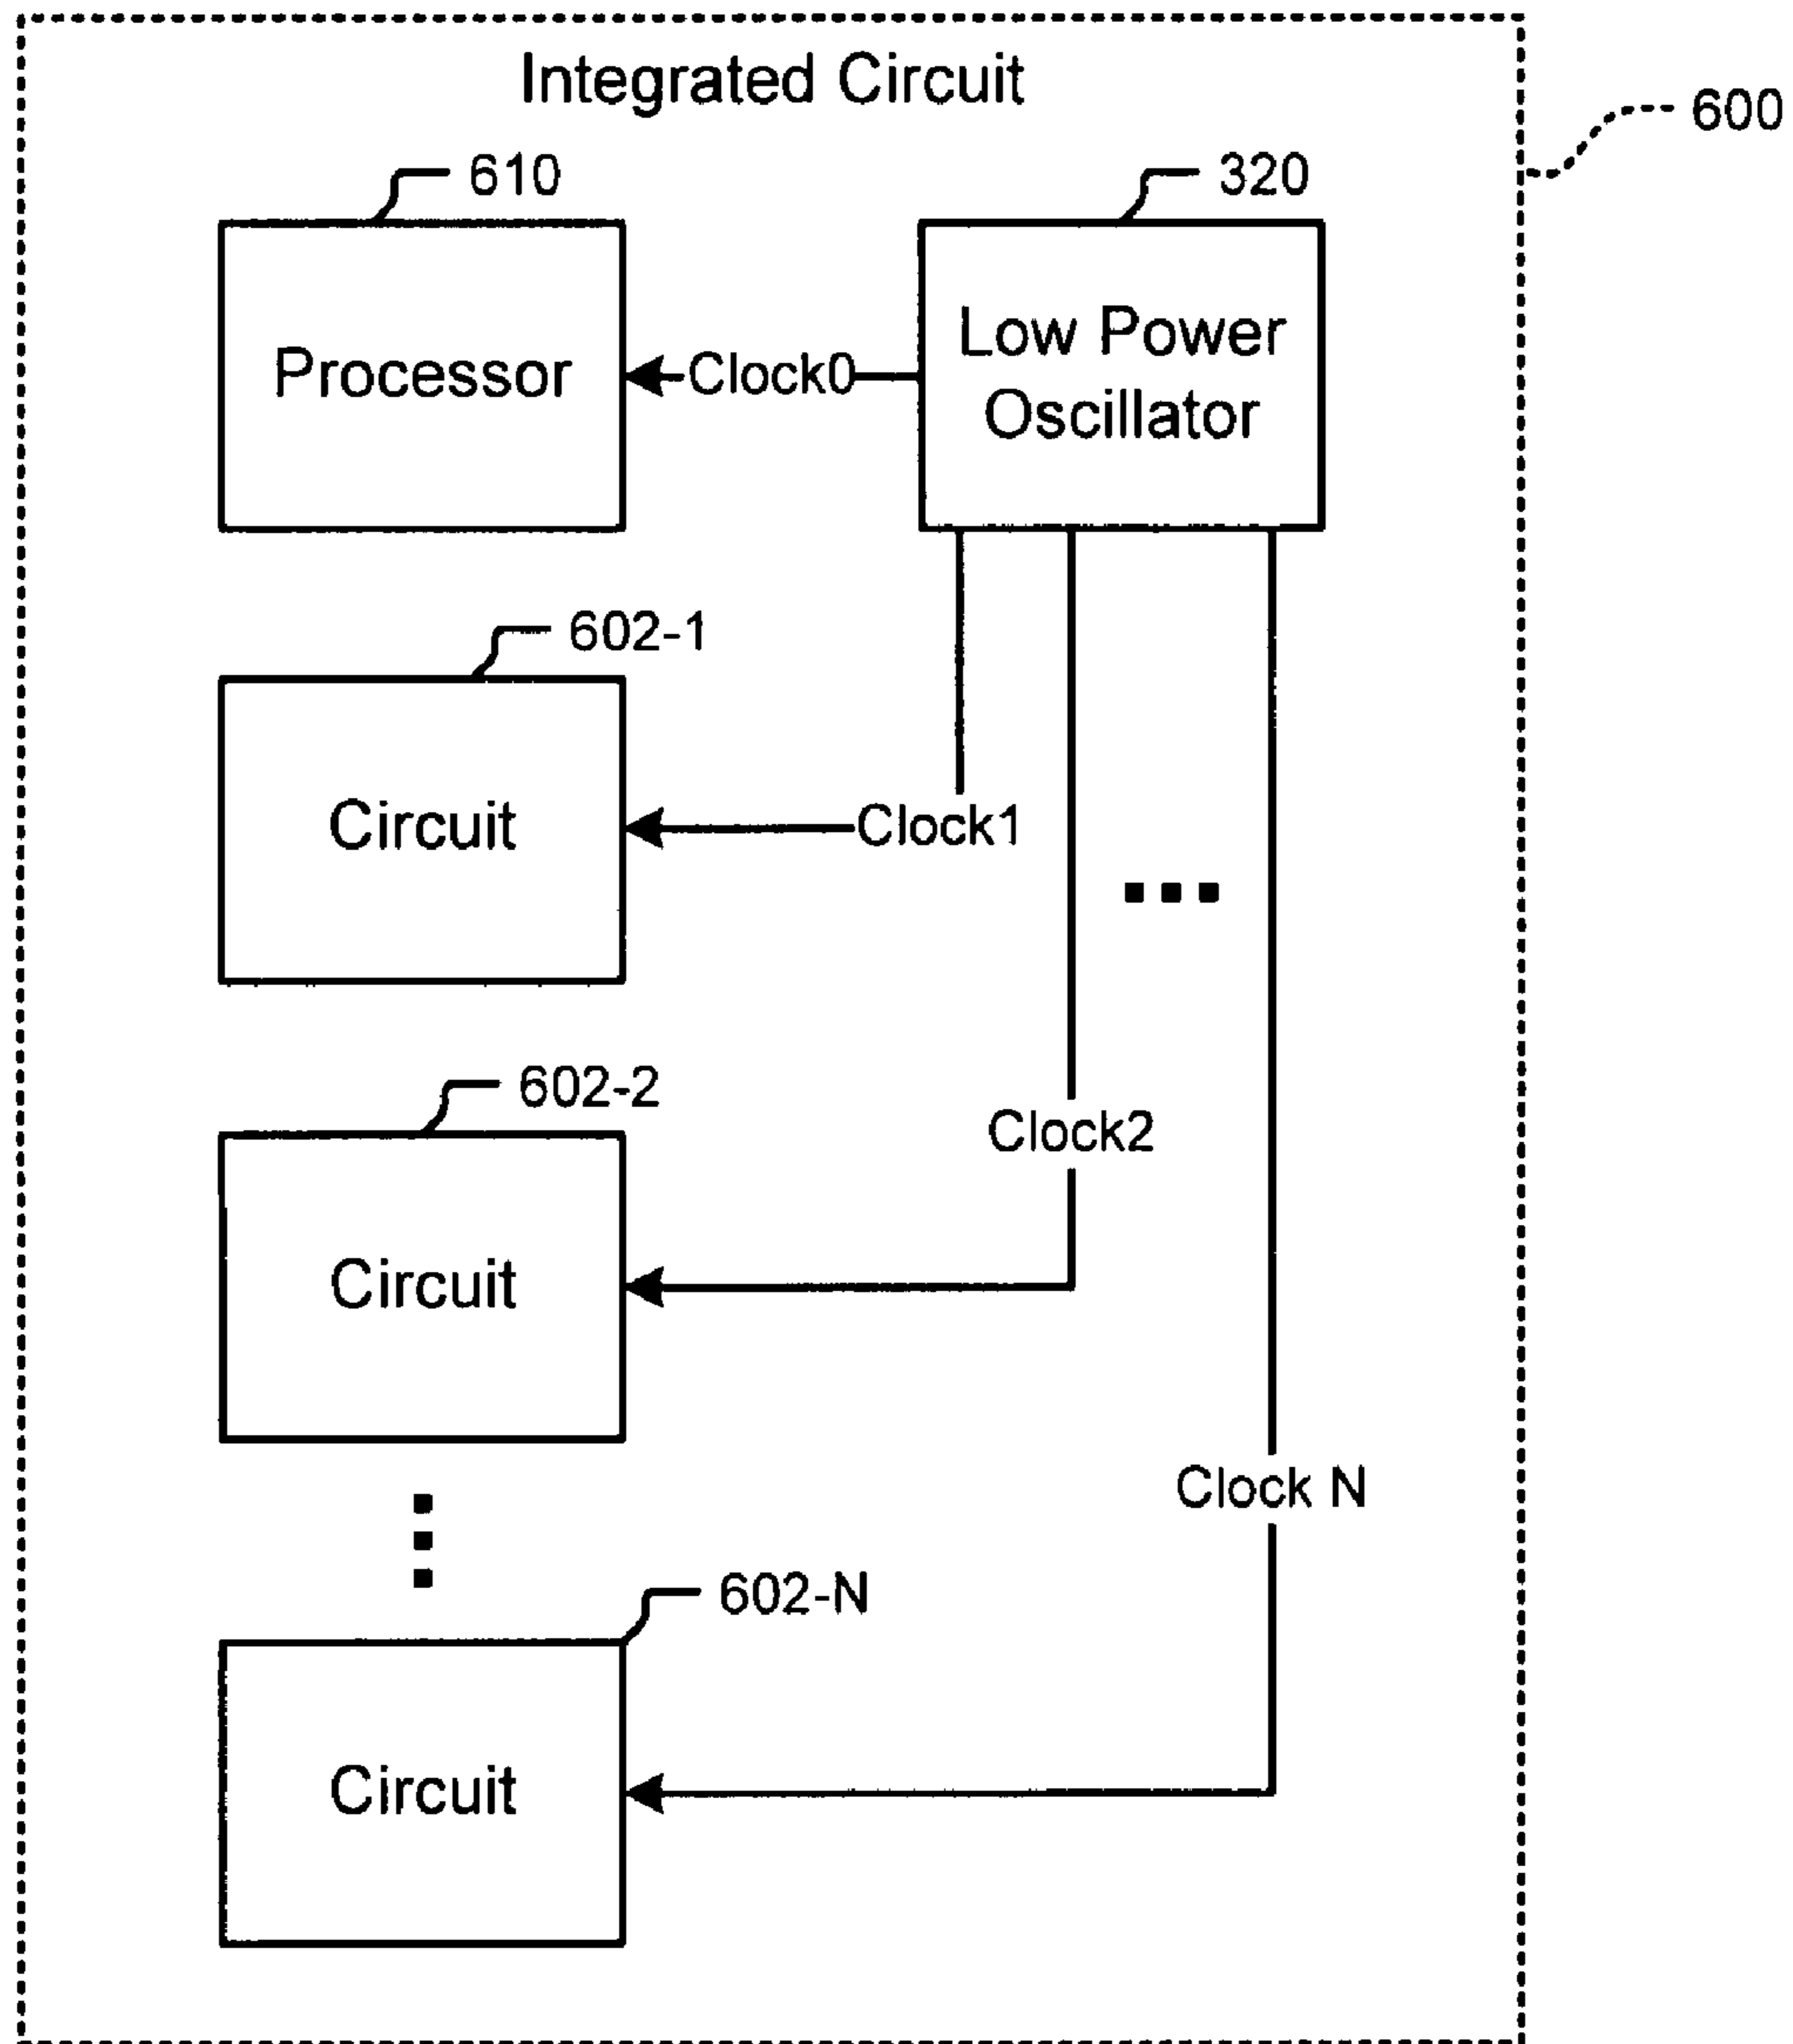 Integrated Circuit
600
610
320
Processor
Clock0
Low Power
Oscillator
602-1
Circuit
Clock1
602-2
Clock2
Circuit
Clock N
602-N
Circuit